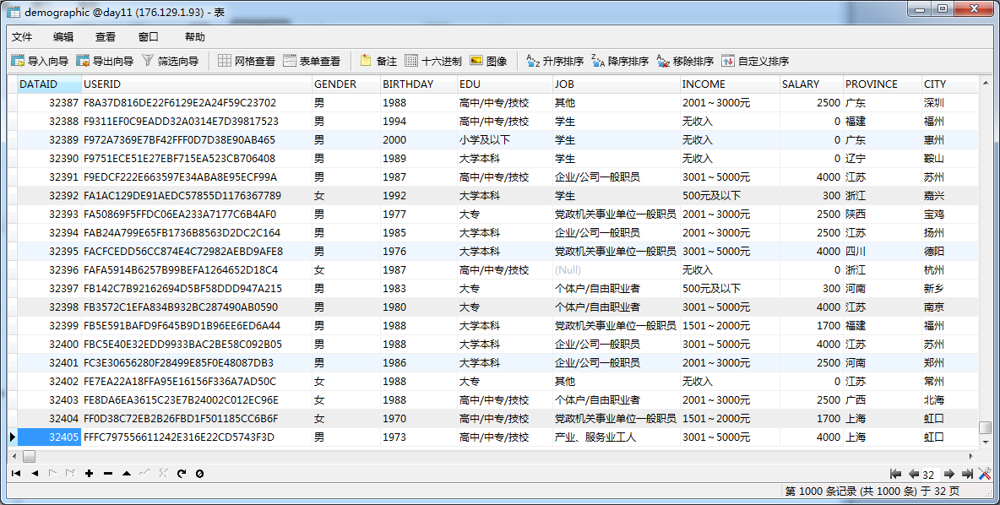 demographic @day11 (176.129.1.93) - 表
文件 编辑 查看 窗口 帮助
导入向导 导出向导 筛选向导 网格查看 表单查看 备注 十六进制 图像 升序排序 降序排序 移除排序 自定义排序
DATAID USERID GENDER BIRTHDAY EDU JOB INCOME SALARY PROVINCE CITY
32387 F8A37D816DE22F6129E2A24F59C23702 男 1988 高中/中专/技校 其他 2001～3000元 2500 广东 深圳
32388 F9311EF0C9EADD32A0314E7D39817523 男 1994 高中/中专/技校 学生 无收入 0 福建 福州
32389 F972A7369E7BF42FFF0D7D38E90AB465 男 2000 小学及以下 学生 无收入 0 广东 惠州
32390 F9751ECE51E27EBF715EA523CB706408 男 1989 大学本科 学生 无收入 0 辽宁 鞍山
32391 F9EDCF222E663597E34ABA8E95ECF99A 男 1987 高中/中专/技校 企业/公司一般职员 3001～5000元 4000 江苏 苏州
32392 FA1AC129DE91AEDC57855D1176367789 女 1992 大学本科 学生 500元及以下 300 浙江 嘉兴
32393 FA50869F5FFDC06EA233A7177C6B4AF0 男 1977 大专 党政机关事业单位一般职员 2001～3000元 2500 陕西 宝鸡
32394 FAB24A799E65FB1736B8563D2DC2C164 男 1985 大学本科 企业/公司一般职员 2001～3000元 2500 江苏 扬州
32395 FACFCEDD56CC874E4C72982AEBD9AFE8 男 1976 大学本科 党政机关事业单位一般职员 3001～5000元 4000 四川 德阳
32396 FAFA5914B6257B99BEFA1264652D18C4 女 1987 高中/中专/技校 (Null) 无收入 0 浙江 杭州
32397 FB142C7B92162694D5BF58DDD947A215 男 1983 大专 个体户/自由职业者 500元及以下 300 河南 新乡
32398 FB3572C1EFA834B932BC287490AB0590 男 1980 大专 个体户/自由职业者 3001～5000元 4000 江苏 南京
32399 FB5E591BAFD9F645B9D1B96EE6ED6A44 男 1988 大学本科 党政机关事业单位一般职员 1501～2000元 1700 福建 福州
32400 FBC5E40E32EDD9933BAC2BE58C092B05 男 1988 大学本科 企业/公司一般职员 3001～5000元 4000 江苏 苏州
32401 FC3E30656280F28499E85F0E48087DB3 男 1986 大学本科 企业/公司一般职员 2001～3000元 2500 河南 郑州
32402 FE7EA22A18FFA95E16156F336A7AD50C 女 1988 大专 其他 无收入 0 江苏 常州
32403 FE8DA6EA3615C23E7B24002C012EC96E 女 1988 高中/中专/技校 个体户/自由职业者 2001～3000元 2500 广西 北海
32404 FF0D38C72EB2B26FBD1F501185CC6B6F 女 1970 高中/中专/技校 党政机关事业单位一般职员 1501～2000元 1700 上海 虹口
32405 FFFC797556611242E316E22CD5743F3D 男 1973 高中/中专/技校 产业、服务业工人 3001～5000元 4000 上海 虹口
32
第 1000 条记录 (共 1000 条) 于 32 页